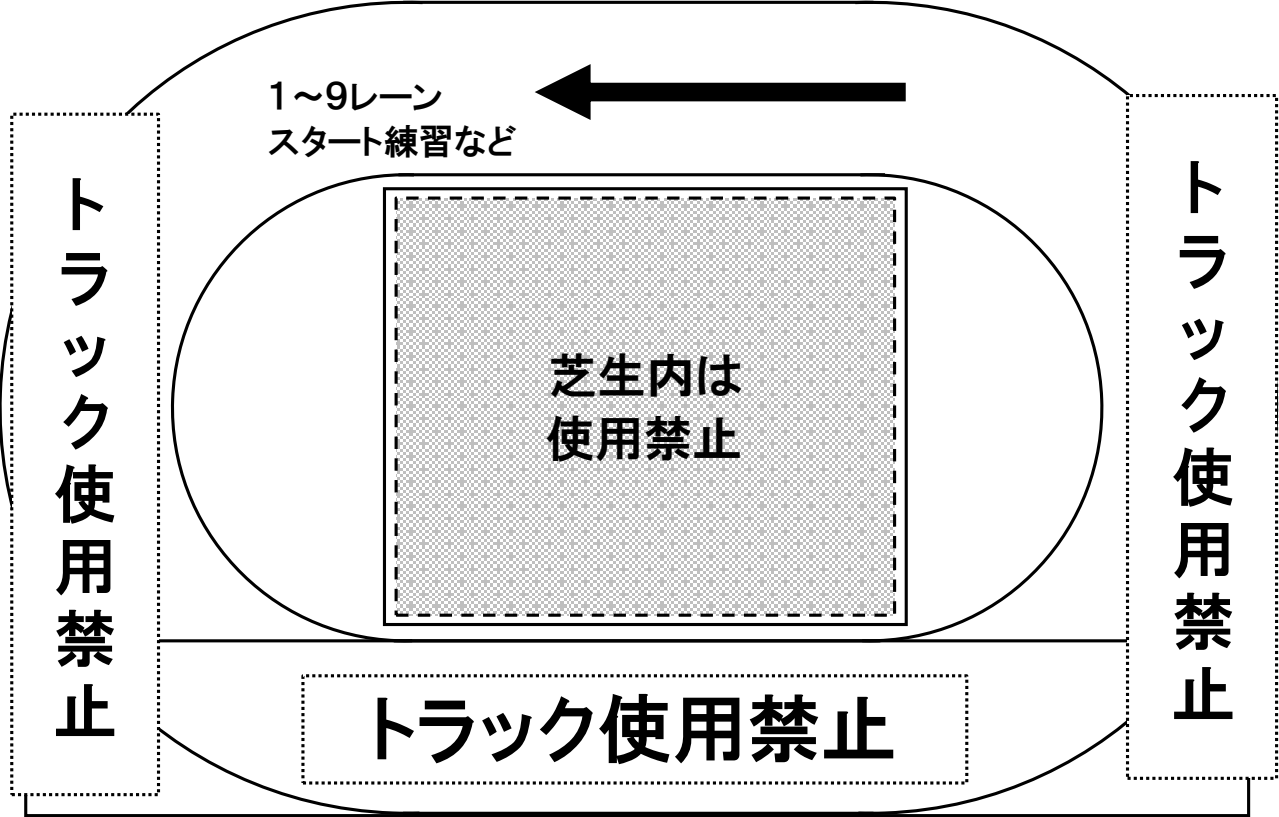 1～9レーン
スタート練習など
トラック使用禁止
トラック使用禁止
芝生内は
使用禁止
トラック使用禁止